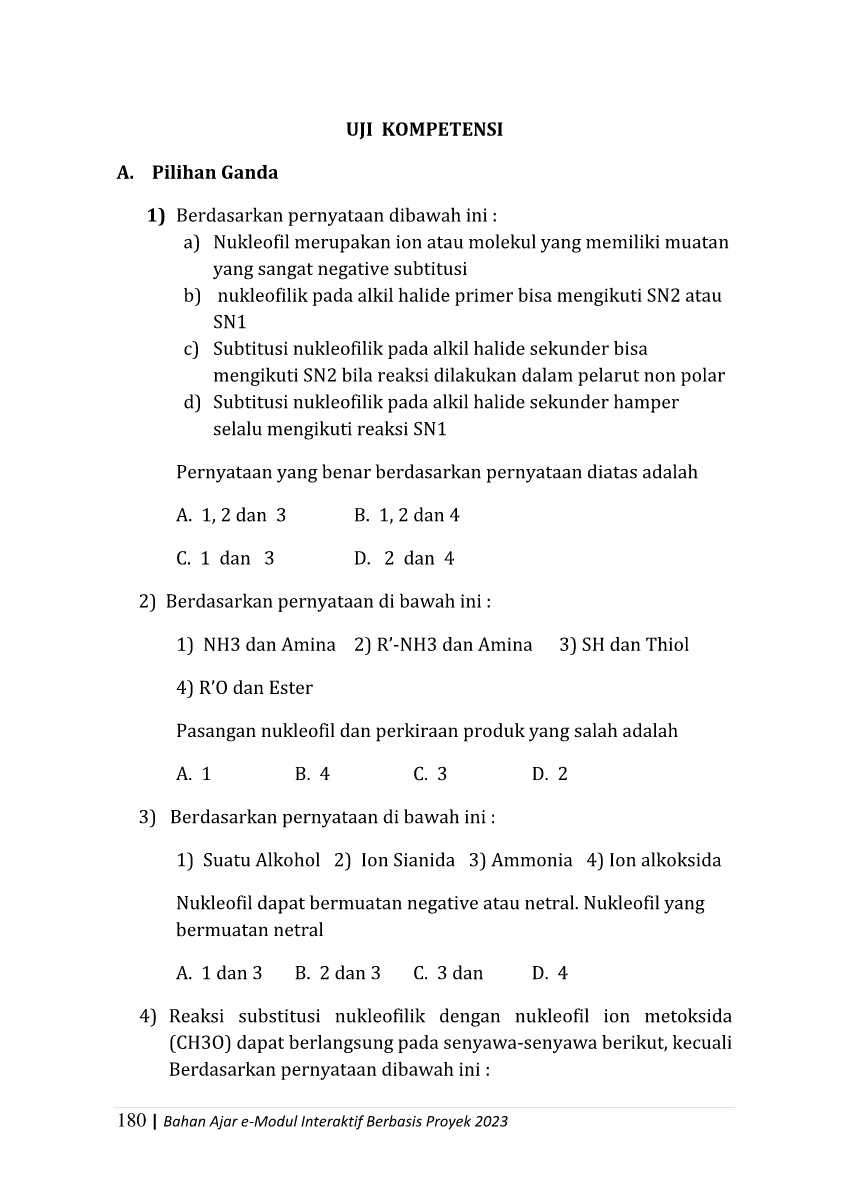 UJI KOMPETENSI
A. Pilihan Ganda
1) Berdasarkan pernyataan dibawah ini :
a) Nukleofil merupakan ion atau molekul yang memiliki muatan
yang sangat negative subtitusi
b) nukleofilik pada alkil halide primer bisa mengikuti SN2 atau
SN1
c) Subtitusi nukleofilik pada alkil halide sekunder bisa
mengikuti SN2 bila reaksi dilakukan dalam pelarut non polar
d) Subtitusi nukleofilik pada alkil halide sekunder hamper
selalu mengikuti reaksi SN1
Pernyataan yang benar berdasarkan pernyataan diatas adalah
A. 1, 2 dan 3 B. 1, 2 dan 4
C. 1 dan 3 D. 2 dan 4
2) Berdasarkan pernyataan di bawah ini :
1) NH3 dan Amina 2) R’-NH3 dan Amina 3) SH dan Thiol
4) R’O dan Ester
Pasangan nukleofil dan perkiraan produk yang salah adalah
A. 1 B. 4 C. 3 D. 2
3) Berdasarkan pernyataan di bawah ini :
1) Suatu Alkohol 2) Ion Sianida 3) Ammonia 4) Ion alkoksida
Nukleofil dapat bermuatan negative atau netral. Nukleofil yang
bermuatan netral
A. 1 dan 3 B. 2 dan 3 C. 3 dan D. 4
4) Reaksi substitusi nukleofilik dengan nukleofil ion metoksida
(CH3O) dapat berlangsung pada senyawa-senyawa berikut, kecuali
Berdasarkan pernyataan dibawah ini :
180 | Bahan Ajar e-Modul Interaktif Berbasis Proyek 2023